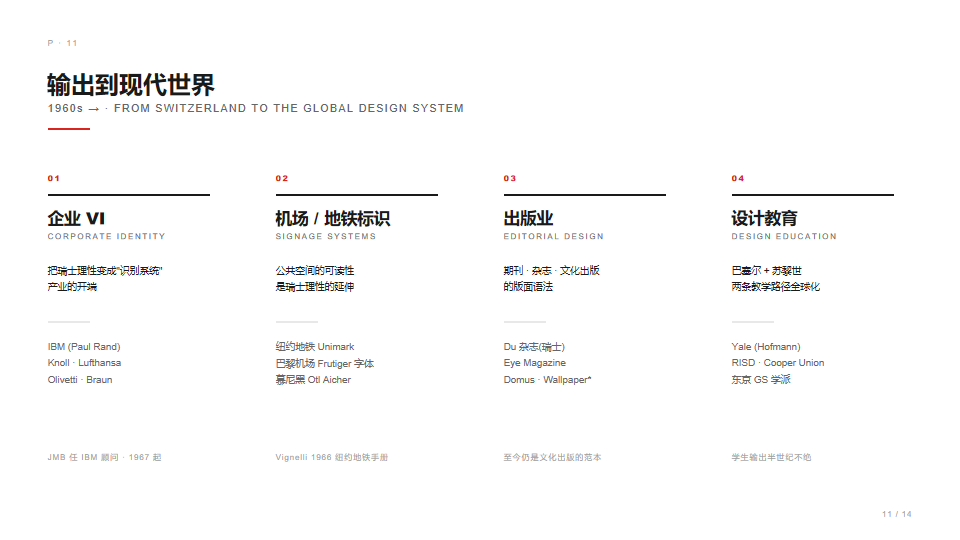 P · 11
输出到现代世界
1960s → · FROM SWITZERLAND TO THE GLOBAL DESIGN SYSTEM
01
企业 VI
CORPORATE IDENTITY
把瑞士理性变成"识别系统"
产业的开端
IBM (Paul Rand)
Knoll · Lufthansa
Olivetti · Braun
JMB 任 IBM 顾问 · 1967 起
02
机场 / 地铁标识
SIGNAGE SYSTEMS
公共空间的可读性
是瑞士理性的延伸
纽约地铁 Unimark
巴黎机场 Frutiger 字体
慕尼黑 Otl Aicher
Vignelli 1966 纽约地铁手册
03
出版业
EDITORIAL DESIGN
期刊 · 杂志 · 文化出版
的版面语法
Du 杂志(瑞士)
Eye Magazine
Domus · Wallpaper*
至今仍是文化出版的范本
04
设计教育
DESIGN EDUCATION
巴塞尔 + 苏黎世
两条教学路径全球化
Yale (Hofmann)
RISD · Cooper Union
东京 GS 学派
学生输出半世纪不绝
11 / 14